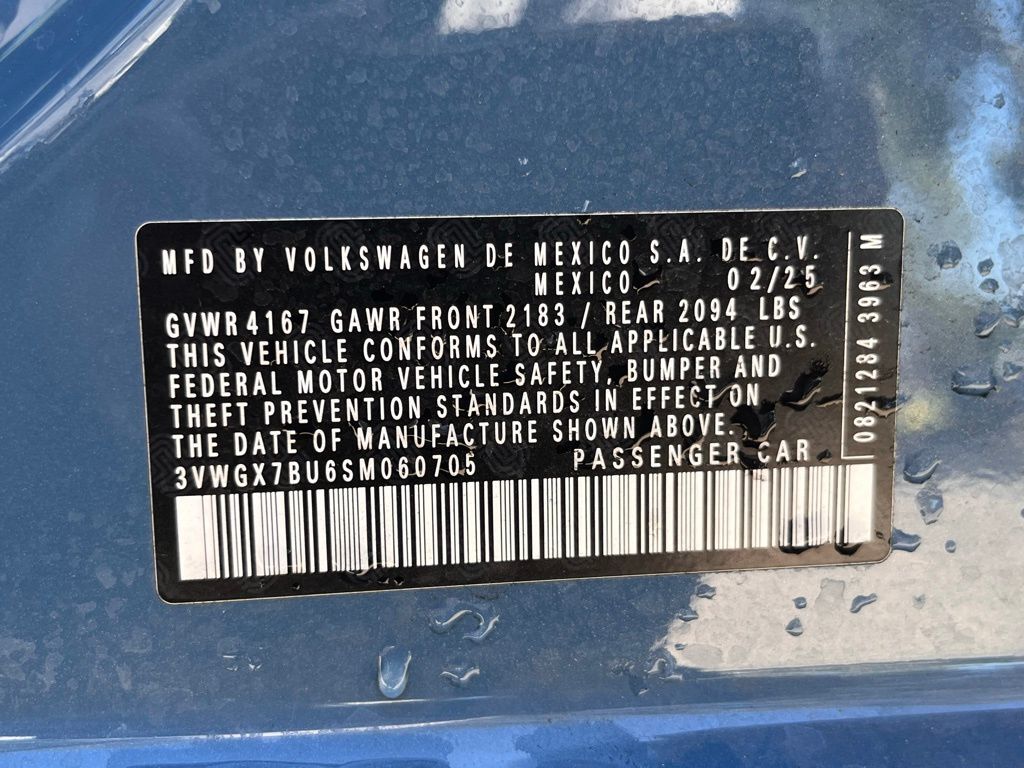 MFD BY VOLKSWAGEN DE MEXICO S.A. DE C.V.
MEXICO 02/25
GVWR 4167 GAWR FRONT 2183 / REAR 2094 LBS
THIS VEHICLE CONFORMS TO ALL APPLICABLE U.S.
FEDERAL MOTOR VEHICLE SAFETY, BUMPER AND
THEFT PREVENTION STANDARDS IN EFFECT ON
THE DATE OF MANUFACTURE SHOWN ABOVE.
3VWGX7BU6SM060705 PASSENGER CAR
0821284 3963 M